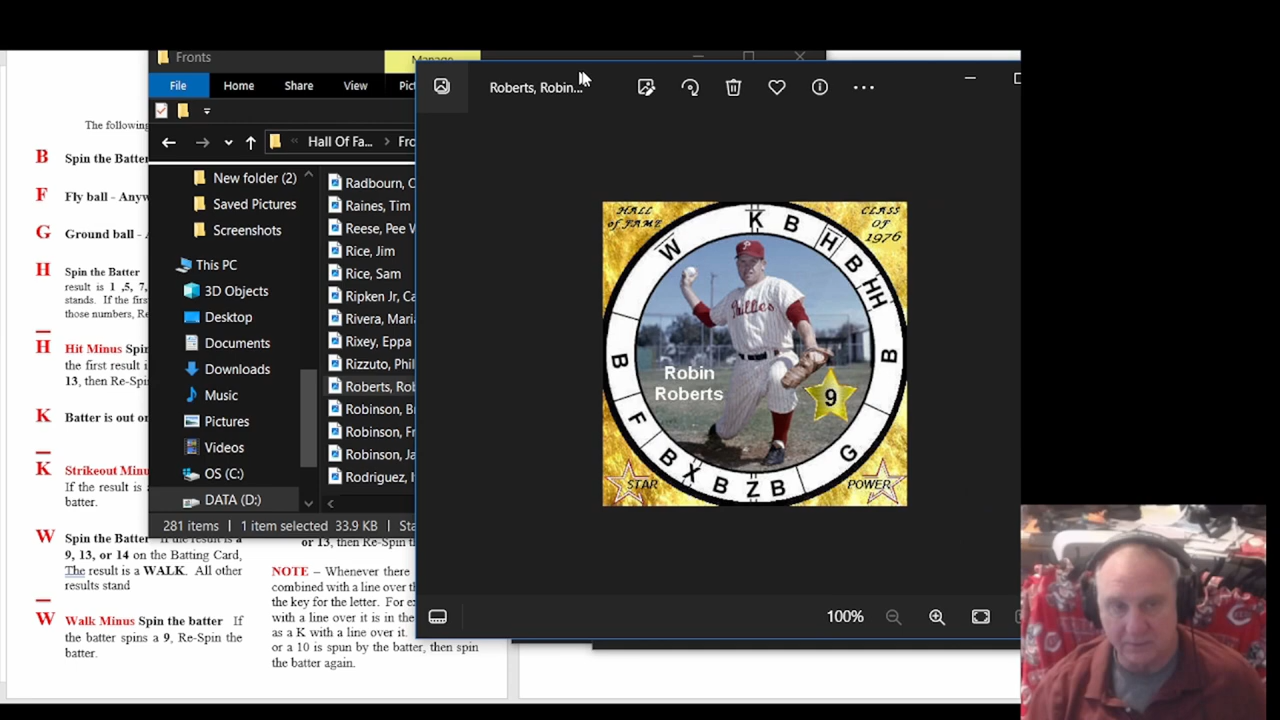 Fronts
Manage
Roberts, Robin...
File
Home
Share
View
Hall Of Fa...
The following
B Spin the Batter
F Fly ball -
G Ground ball -
H Spin the Batter
result is 1 ,5, 7,
stands. If the first
those numbers,
H Hit Minus
the first result i
13, then Re-Spi
K Batter is out
K Strikeout
If the result is
batter.
W Spin the Batter If the result is a
9, 13, or 14 on the Batting Card,
The result is a WALK. All other
results stand
W Walk Minus Spin the batter If
the batter spins a 9, Re-Spin the
batter.
New folder (2)
Saved Pictures
Screenshots
This PC
3D Objects
Desktop
Documents
Downloads
Music
Pictures
Videos
OS (C:)
DATA (D:)
Radbourn, C
Raines, Tim
Reese, Pee W
Rice, Jim
Rice, Sam
Ripken Jr, Ca
Rivera, Mari
Rixey, Eppa
Rizzuto, Phil
Roberts, Rob
Robinson, B
Robinson, Fr
Robinson, Ja
Rodriguez, I
281 items
1 item selected 33.9 KB
or 13, then Re-Spin
NOTE – Whenever there
combined with a line over
the key for the letter. For
with a line over it is in the
as a K with a line over it.
or a 10 is spun by the batter, then spin
the batter again.
HALL
of FAME
CLASS
OF
1976
K
B
H
B
HH
B
G
B
Z
B
X
B
F
B
W
P
Phillies
Robin
Roberts
9
STAR
POWER
100%